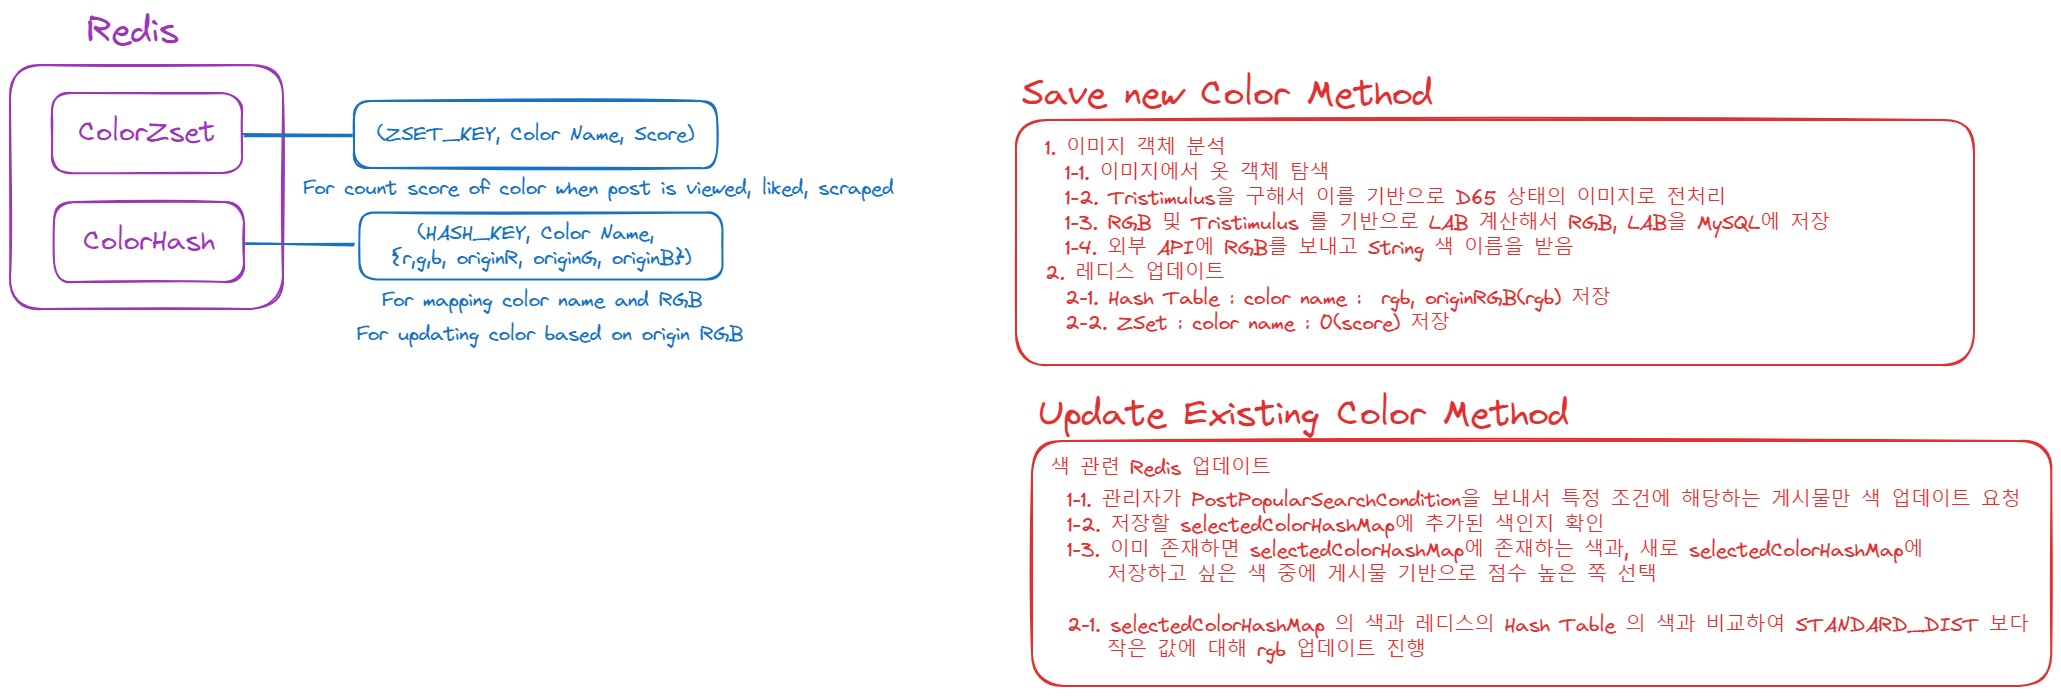 Redis
ColorZset
(ZSET_KEY, Color Name, Score)
For count score of color when post is viewed, liked, scraped
ColorHash
(HASH_KEY, Color Name,
{r,g,b, originR, originG, originB})
For mapping color name and RGB
For updating color based on origin RGB
Save new Color Method
1. 이미지 객체 분석
1-1. 이미지에서 옷 객체 탐색
1-2. Tristimulus을 구해서 이를 기반으로 D65 상태의 이미지로 전처리
1-3. RGB 및 Tristimulus 를 기반으로 LAB 계산해서 RGB, LAB을 MySQL에 저장
1-4. 외부 API에 RGB를 보내고 String 색 이름을 받음
2. 레디스 업데이트
2-1. Hash Table : color name : rgb, originRGB(rgb) 저장
2-2. ZSet : color name : 0(score) 저장
Update Existing Color Method
색 관련 Redis 업데이트
1-1. 관리자가 PostPopularSearchCondition을 보내서 특정 조건에 해당하는 게시물만 색 업데이트 요청
1-2. 저장할 selectedColorHashMap에 추가된 색인지 확인
1-3. 이미 존재하면 selectedColorHashMap에 존재하는 색과, 새로 selectedColorHashMap에
저장하고 싶은 색 중에 게시물 기반으로 점수 높은 쪽 선택
2-1. selectedColorHashMap 의 색과 레디스의 Hash Table 의 색과 비교하여 STANDARD_DIST 보다
작은 값에 대해 rgb 업데이트 진행